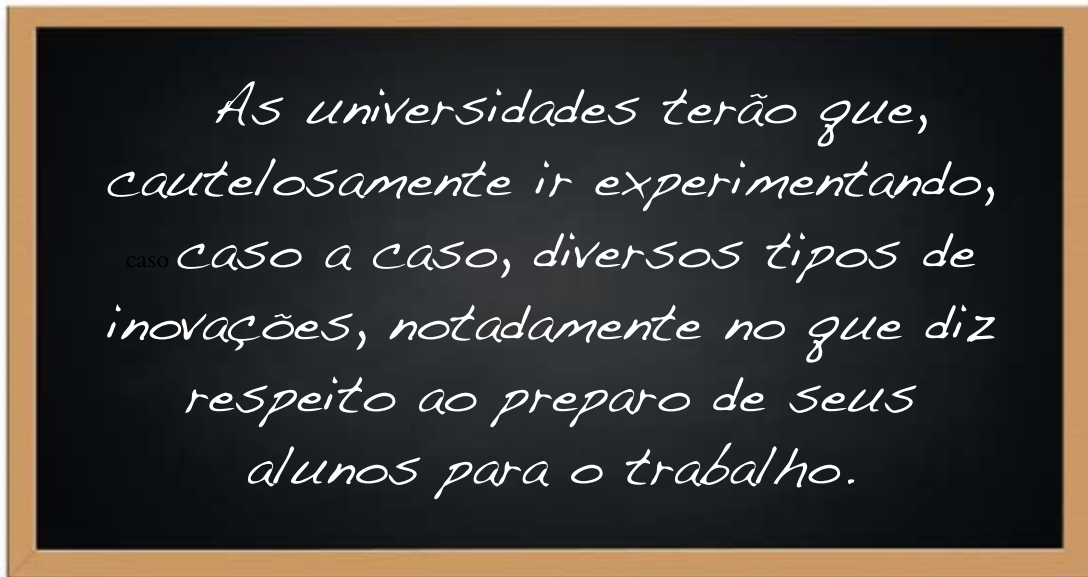 As universidades terão que,
cautelosamente ir experimentando,
caso caso a caso, diversos tipos de
inovações, notadamente no que diz
respeito ao preparo de seus
alunos para o trabalho.